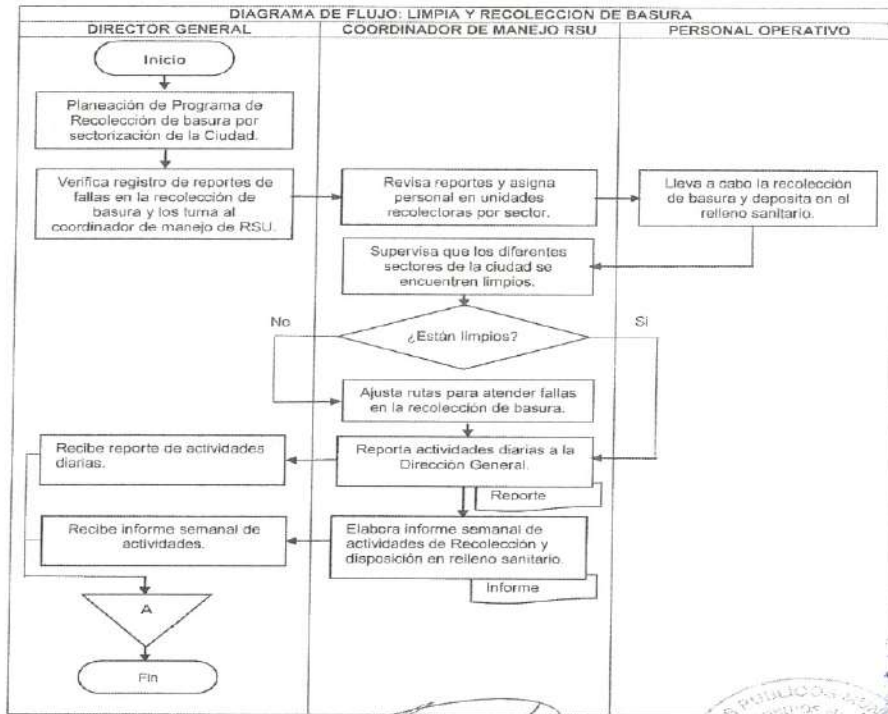 DIAGRAMA DE FLUJO: LIMPIA Y RECOLECCION DE BASURA
DIRECTOR GENERAL
COORDINADOR DE MANEJO RSU
PERSONAL OPERATIVO
Inicio
Planeación de Programa de
Recolección de basura por
sectorización de la Ciudad.
Verifica registro de reportes de
fallas en la recolección de
basura y los turna al
coordinador de manejo de RSU.
Revisa reportes y asigna
personal en unidades
recolectoras por sector.
Lleva a cabo la recolección
de basura y deposita en el
relleno sanitario.
Supervisa que los diferentes
sectores de la ciudad se
encuentren limpios.
No
¿Están limpios?
Si
Ajusta rutas para atender fallas
en la recolección de basura.
Recibe reporte de actividades
diarias.
Reporta actividades diarias a la
Dirección General.
Reporte
Recibe informe semanal de
actividades.
Elabora informe semanal de
actividades de Recolección y
disposición en relleno sanitario.
Informe
A
Fin
PUBLICOS